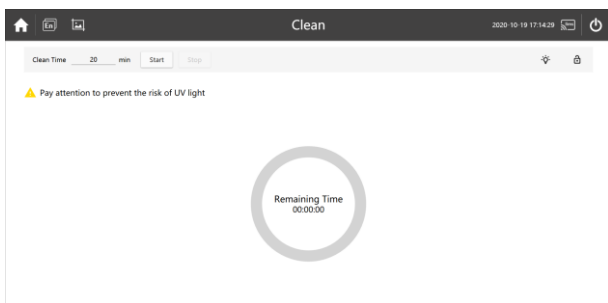 En Clean 2020-10-19 17:14:29
Clean Time 20 min Start Stop
Pay attention to prevent the risk of UV light
Remaining Time
00:00:00